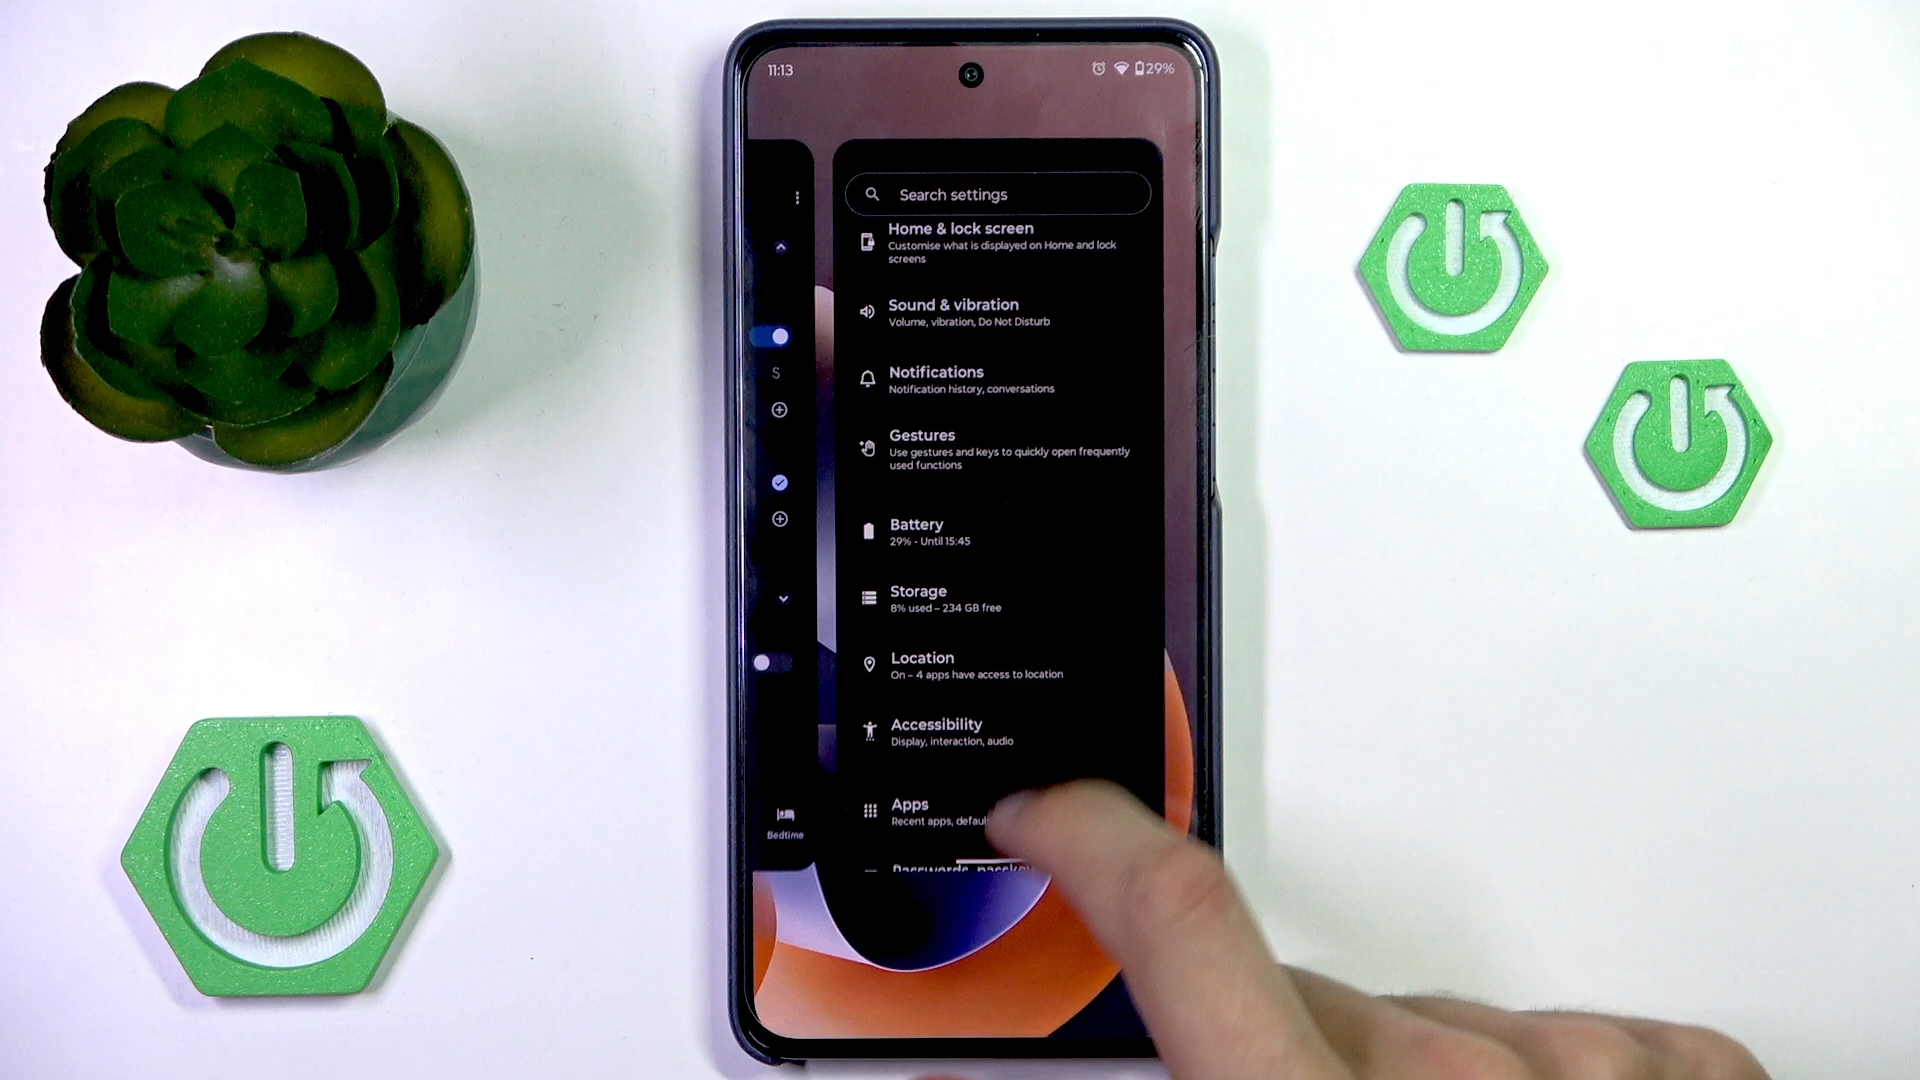 11:13
29%
Search settings
Home & lock screen
Customise what is displayed on Home and lock
screens
Sound & vibration
Volume, vibration, Do Not Disturb
Notifications
Notification history, conversations
Gestures
Use gestures and keys to quickly open frequently
used functions
Battery
29% - Until 15:45
Storage
8% used – 234 GB free
Location
On – 4 apps have access to location
Accessibility
Display, interaction, audio
Apps
Recent apps,
Passwords,
S
Bedtime